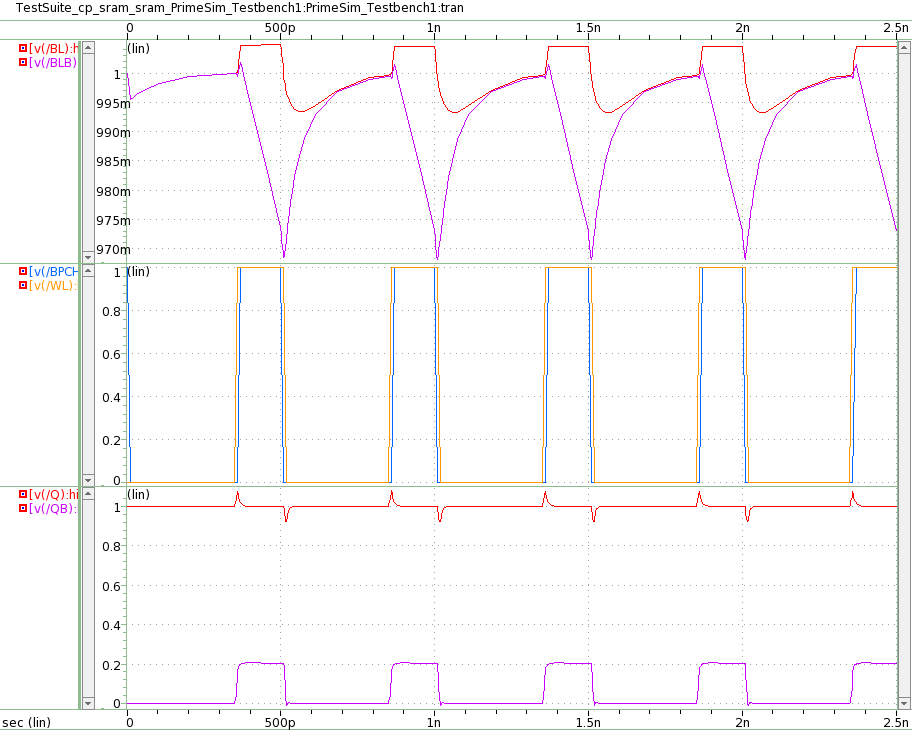 TestSuite_cp_sram_sram_PrimeSim_Testbench1:PrimeSim_Testbench1:tran
0 500p 1n 1.5n 2n 2.5n
[v(/BL):h
[v(/BLB)
(lin)
1
995m
990m
985m
980m
975m
970m
[v(/BPCH
[v(/WL):
(lin)
1
0.8
0.6
0.4
0.2
0
[v(/Q):hi
[v(/QB):
(lin)
1
0.8
0.6
0.4
0.2
0
sec (lin)
0 500p 1n 1.5n 2n 2.5n